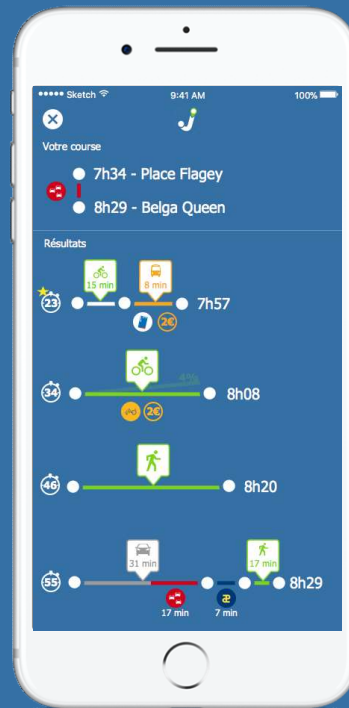 Sketch 9:41 AM 100%
Votre course
7h34 - Place Flagey
8h29 - Belga Queen
Résultats
15 min 8 min
23 7h57
2€
4%
34 8h08
2€
46 8h20
31 min 17 min
55 8h29
17 min 7 min